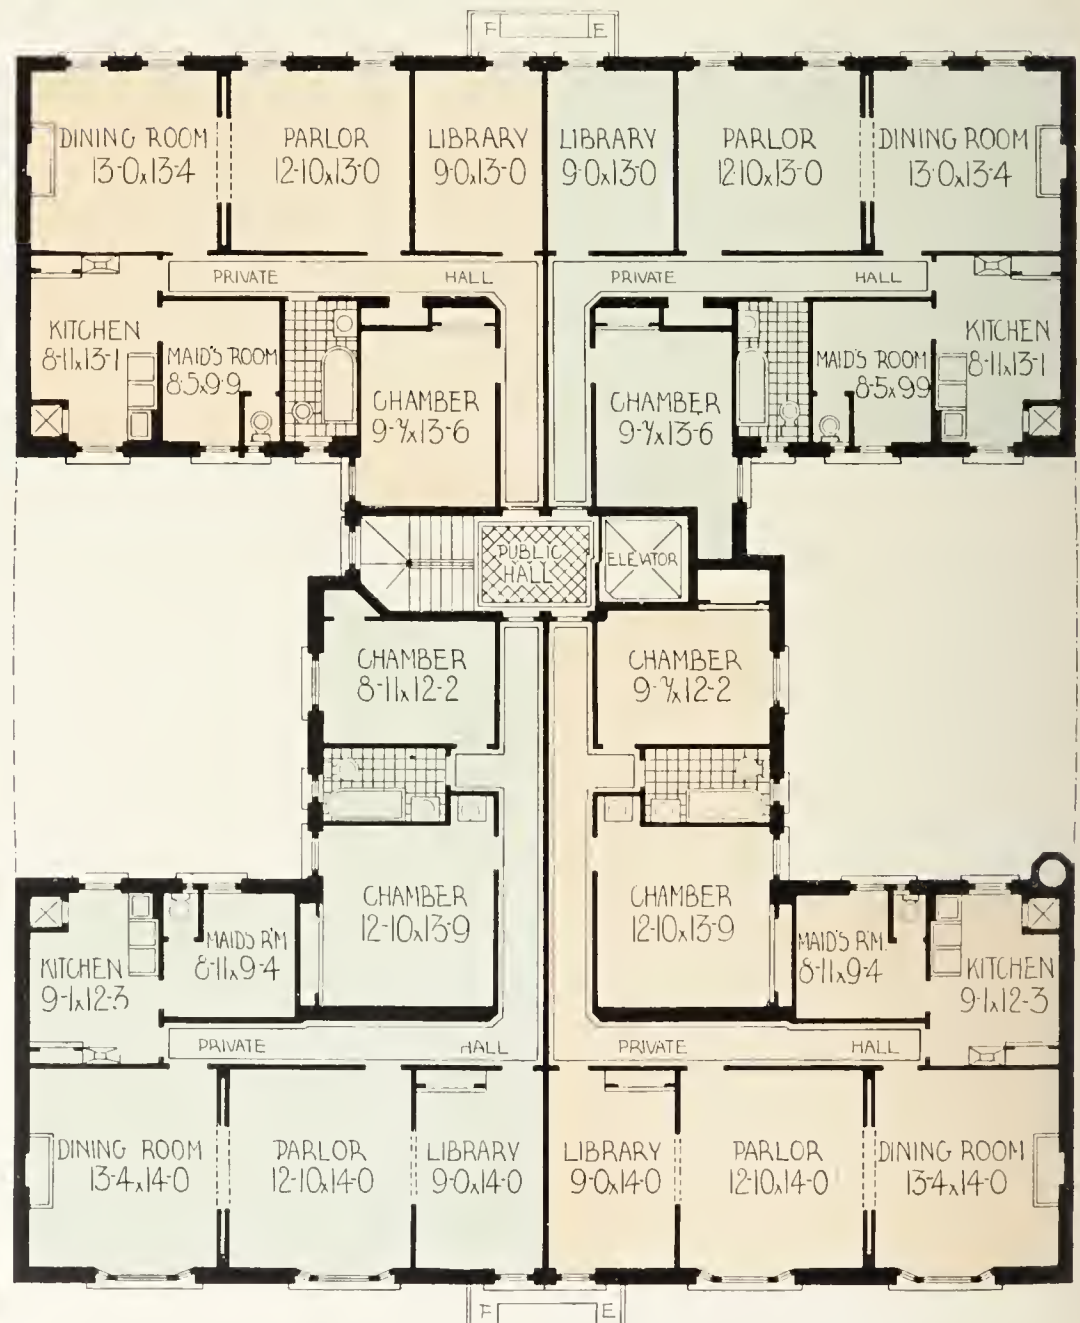 F E
DINING ROOM
13-0x13-4
PARLOR
12-10x13-0
LIBRARY
9-0x13-0
LIBRARY
9-0x13-0
PARLOR
12-10x13-0
DINING ROOM
13-0x13-4
PRIVATE HALL
PRIVATE HALL
KITCHEN
8-11x13-1
MAID'S ROOM
8-5x9-9
CHAMBER
9-7x13-6
CHAMBER
9-7x13-6
MAID'S ROOM
8-5x99
KITCHEN
8-11x13-1
PUBLIC
HALL
ELEVATOR
CHAMBER
8-11x12-2
CHAMBER
9-7x12-2
CHAMBER
12-10x13-9
CHAMBER
12-10x13-9
KITCHEN
9-1x12-3
MAID'S R'M
8-11x9-4
MAID'S RM.
8-11x9-4
KITCHEN
9-1x12-3
PRIVATE HALL
PRIVATE HALL
DINING ROOM
13-4x14-0
PARLOR
12-10x14-0
LIBRARY
9-0x14-0
LIBRARY
9-0x14-0
PARLOR
12-10x14-0
DINING ROOM
13-4x14-0
F E